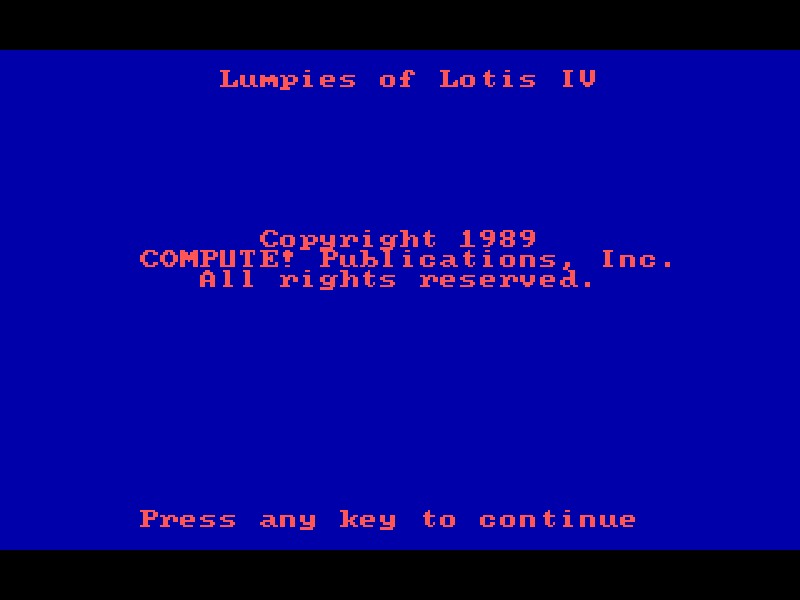 Lumpies of Lotis IV
Copyright 1989
COMPUTE! Publications, Inc.
All rights reserved.
Press any key to continue